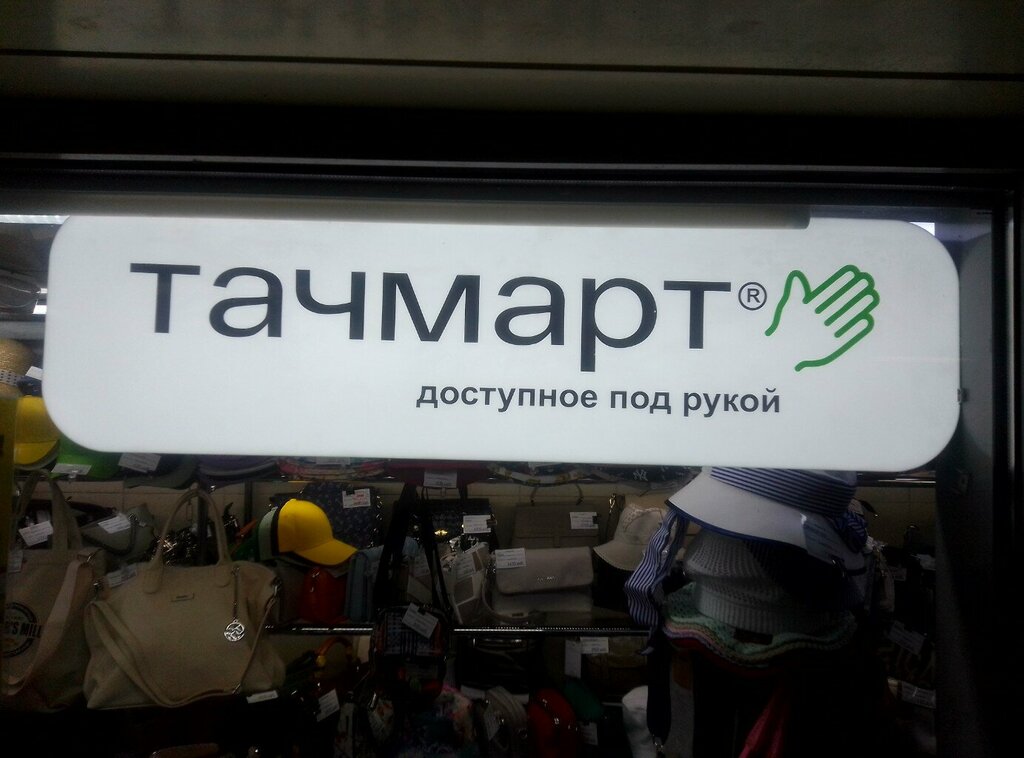 тачмарт®
доступное под рукой